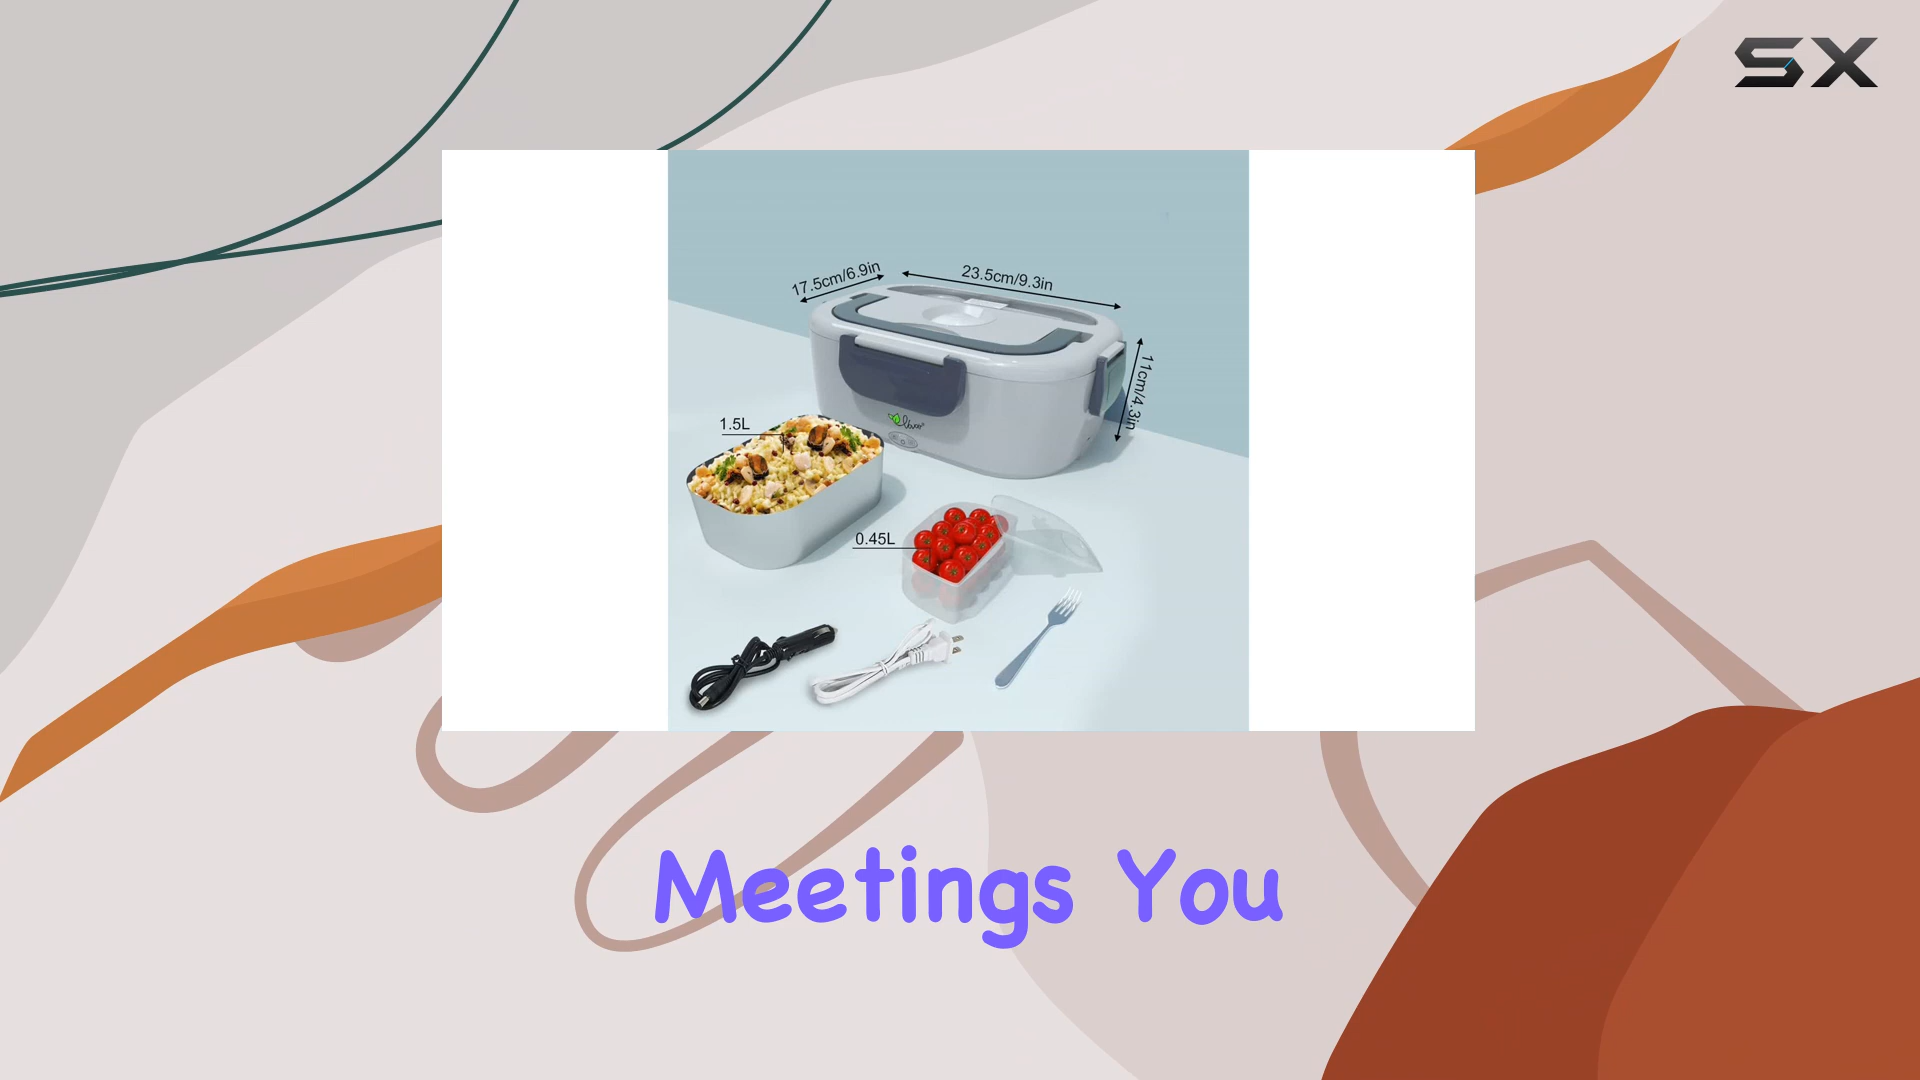 SX
17.5cm/6.9in
23.5cm/9.3in
11cm/4.3in
1.5L
0.45L
Meetings You